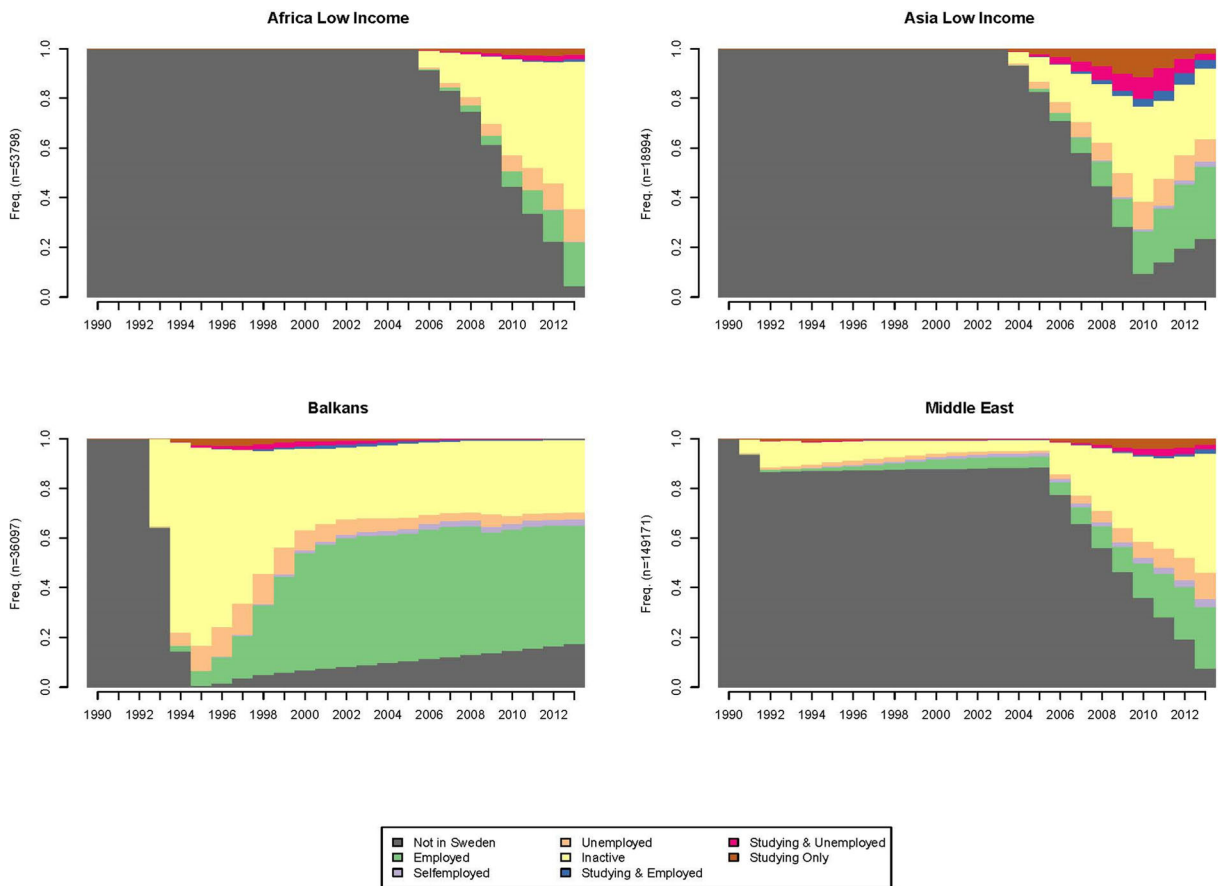 Africa Low Income
Asia Low Income
Freq. (n=53798)
0.0 0.2 0.4 0.6 0.8 1.0
1990 1992 1994 1996 1998 2000 2002 2004 2006 2008 2010 2012
Freq. (n=18994)
0.0 0.2 0.4 0.6 0.8 1.0
1990 1992 1994 1996 1998 2000 2002 2004 2006 2008 2010 2012
Balkans
Middle East
Freq. (n=36097)
0.0 0.2 0.4 0.6 0.8 1.0
1990 1992 1994 1996 1998 2000 2002 2004 2006 2008 2010 2012
Freq. (n=149171)
0.0 0.2 0.4 0.6 0.8 1.0
1990 1992 1994 1996 1998 2000 2002 2004 2006 2008 2010 2012
Not in Sweden
Employed
Selfemployed
Unemployed
Inactive
Studying & Employed
Studying & Unemployed
Studying Only